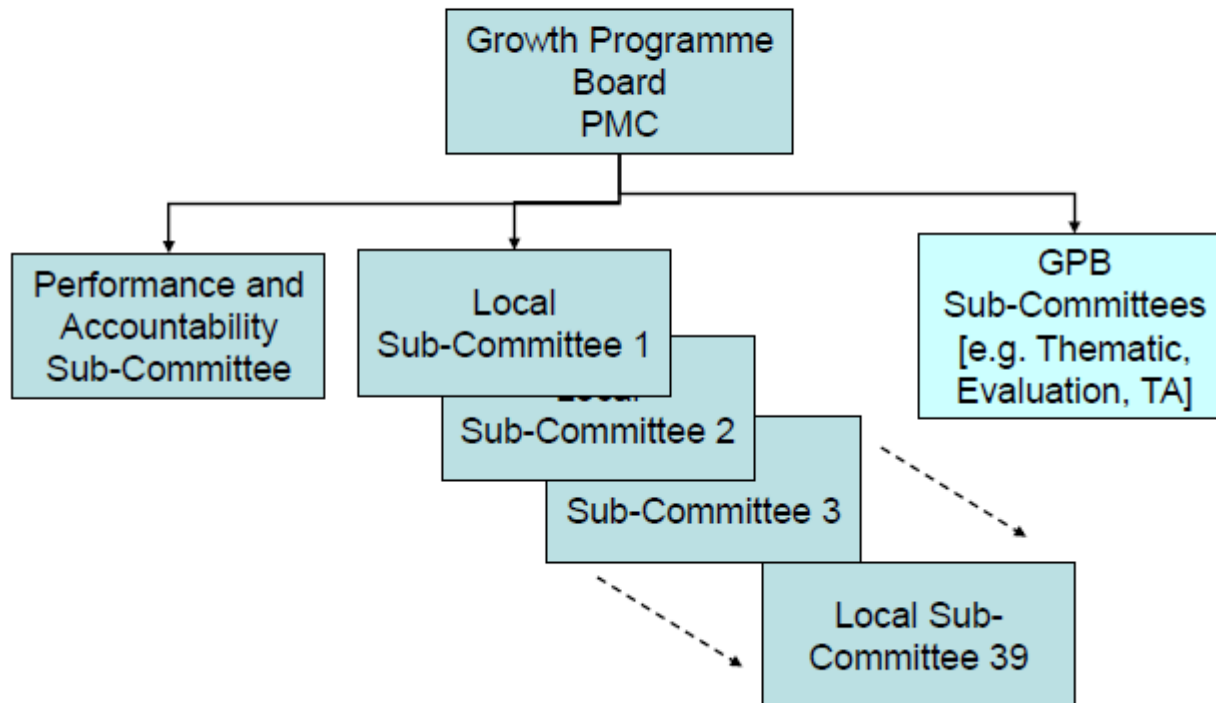 Growth Programme
Board
PMC
Performance and
Accountability
Sub-Committee
Local
Sub-Committee 1
GPB
Sub-Committees
[e.g. Thematic,
Evaluation, TA]
Local
Sub-Committee 2
Sub-Committee 3
Local Sub-
Committee 39